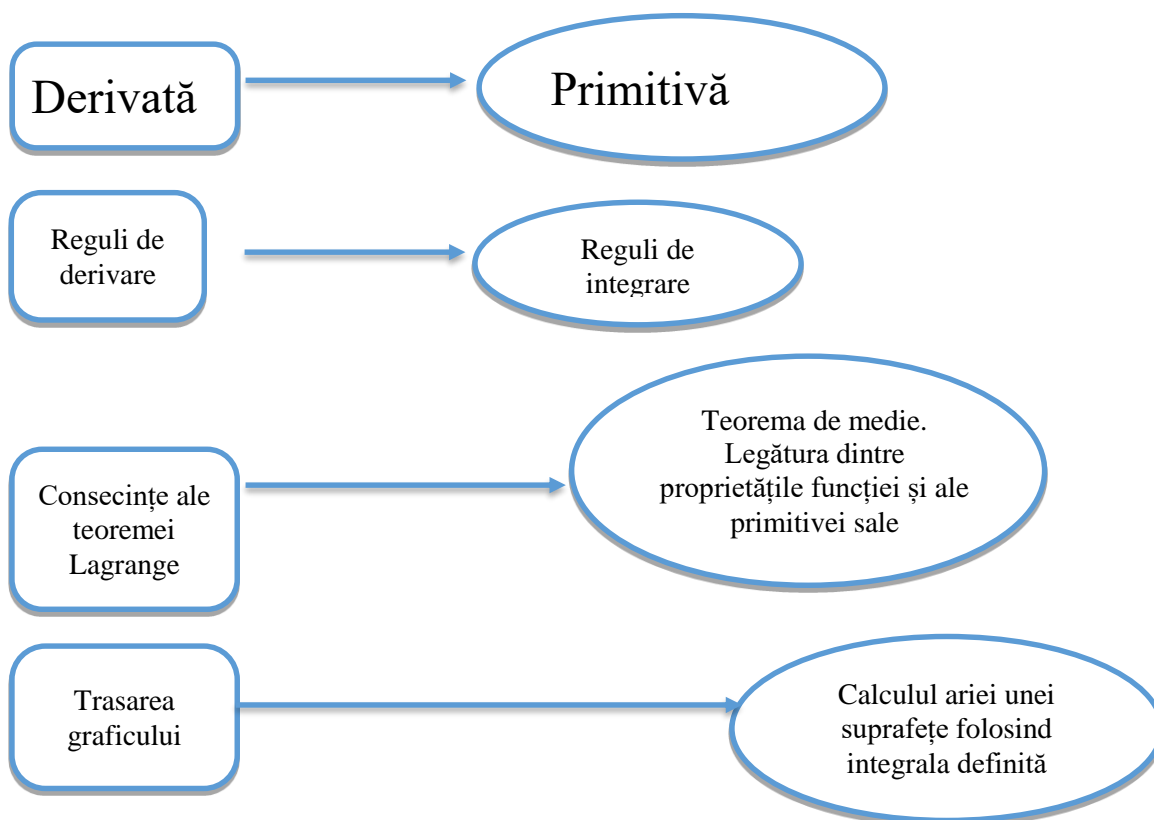 Derivată
Primitivă
Reguli de
derivare
Reguli de
integrare
Consecințe ale
teoremei
Lagrange
Teorema de medie.
Legătura dintre
proprietățile funcției și ale
primitivei sale
Trasarea
graficului
Calculul ariei unei
suprafețe folosind
integrala definită